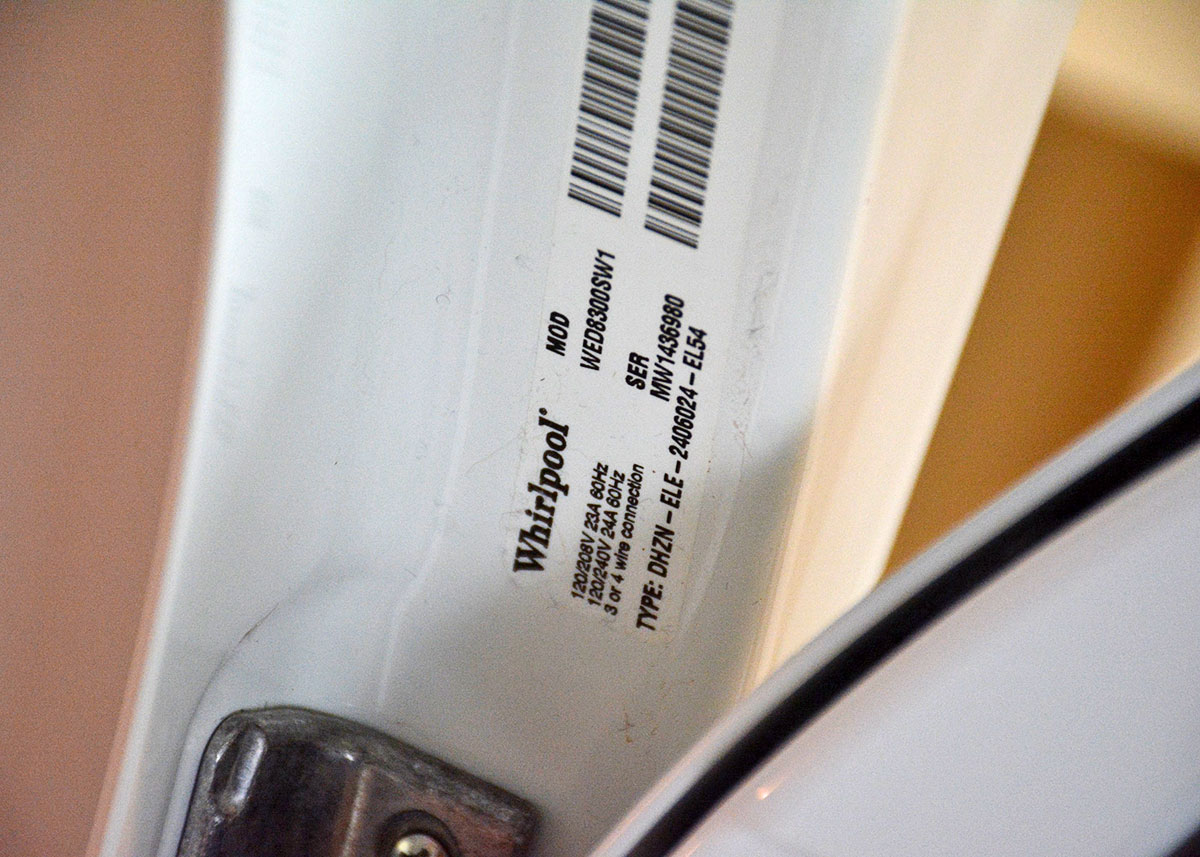 Whirlpool®
MOD
WED8300SW1
120/208V 23A 60Hz
120/240V 24A 60Hz
3 or 4 wire connection
SER
MW1436980
TYPE: DHZN – ELE – 2406024 – EL54